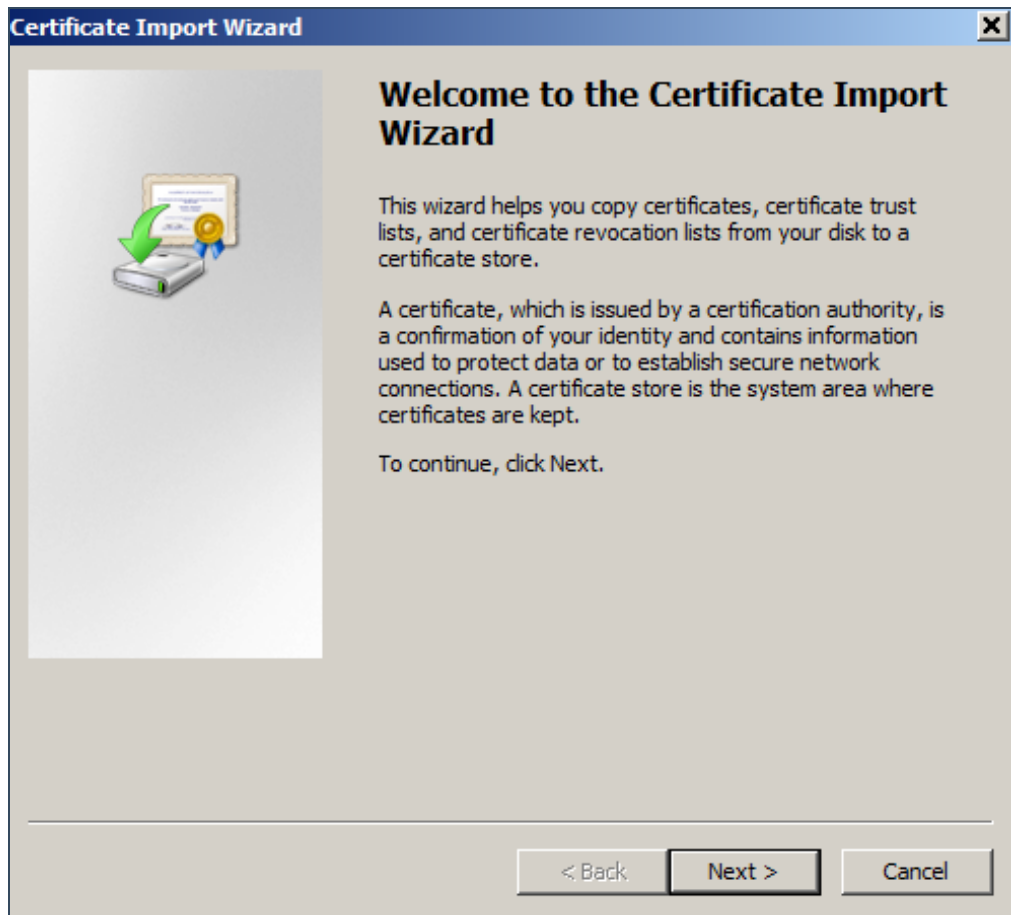 Certificate Import Wizard
Welcome to the Certificate Import
Wizard
This wizard helps you copy certificates, certificate trust
lists, and certificate revocation lists from your disk to a
certificate store.
A certificate, which is issued by a certification authority, is
a confirmation of your identity and contains information
used to protect data or to establish secure network
connections. A certificate store is the system area where
certificates are kept.
To continue, click Next.
< Back
Next >
Cancel